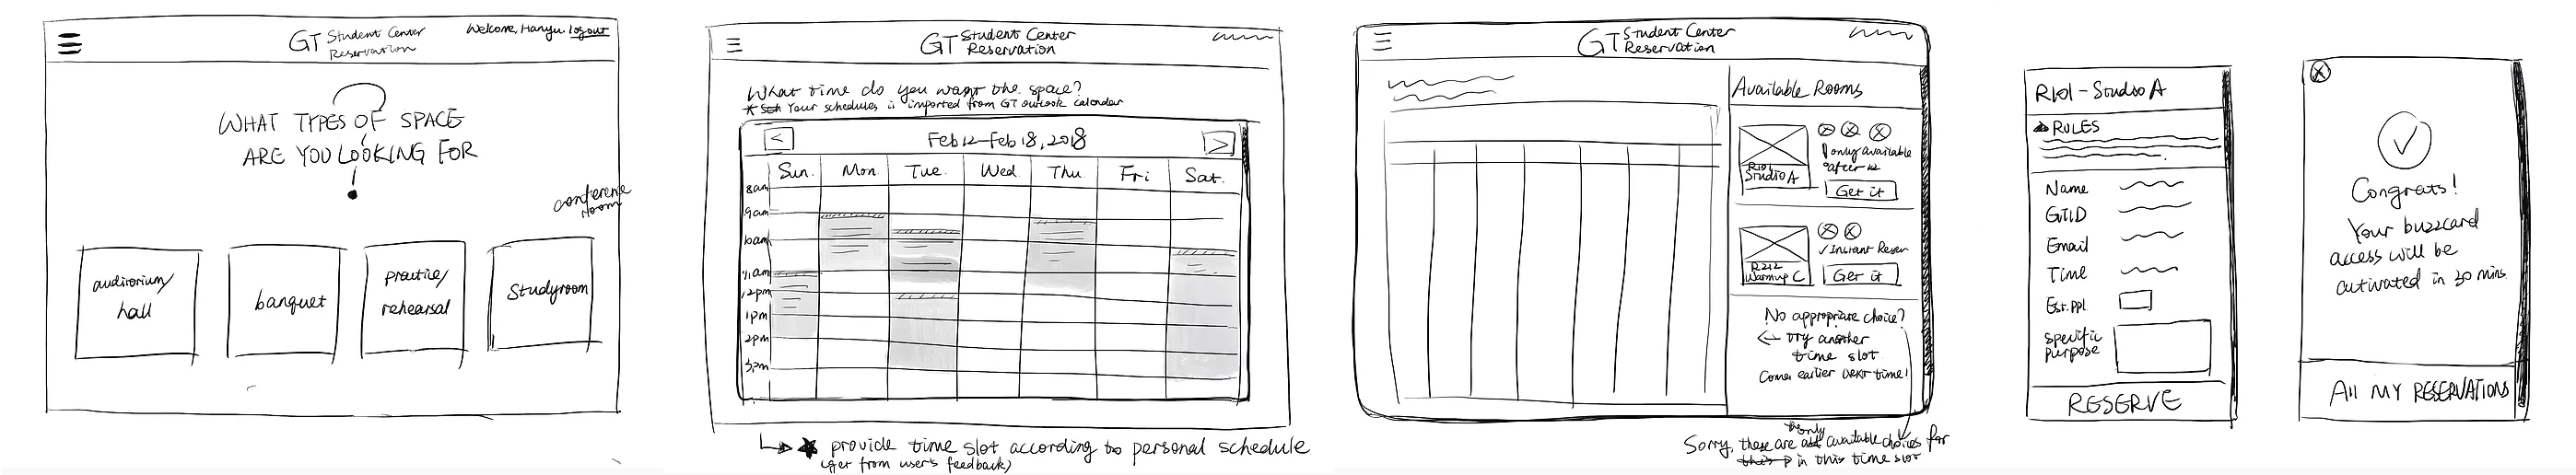 GT Student Center
Reservation
Welcome, Hanyu. logout
WHAT TYPES OF SPACE
ARE YOU LOOKING FOR
?
conference
room
auditorium/
hall
banquet
practice/
rehearsal
Studyroom
GT Student Center
Reservation
What time do you want the space?
* Your schedules is imported from GT outlook calendar
<
Feb 12-Feb 18, 2018
>
Sun. Mon. Tue. Wed. Thu. Fri Sat.
8am
9am
10am
11am
12pm
1pm
2pm
3pm
★ provide time slot according to personal schedule
(get from user's feedback)
GT Student Center
Reservation
Available Rooms
R101
Studio A
! only available
after 12
Get it
R212
Warmup C
✓ Instant Reser
Get it
No appropriate choice?
← try another
time slot
Come earlier next time!
the only
Sorry, these are all available choices for
this in this time slot
R101 - Studio A
RULES
Name
GTID
Email
Time
Est. ppl
Specific
purpose
RESERVE
X
✓
Congrats!
Your buzzcard
access will be
activated in 30 mins.
All MY RESERVATIONS